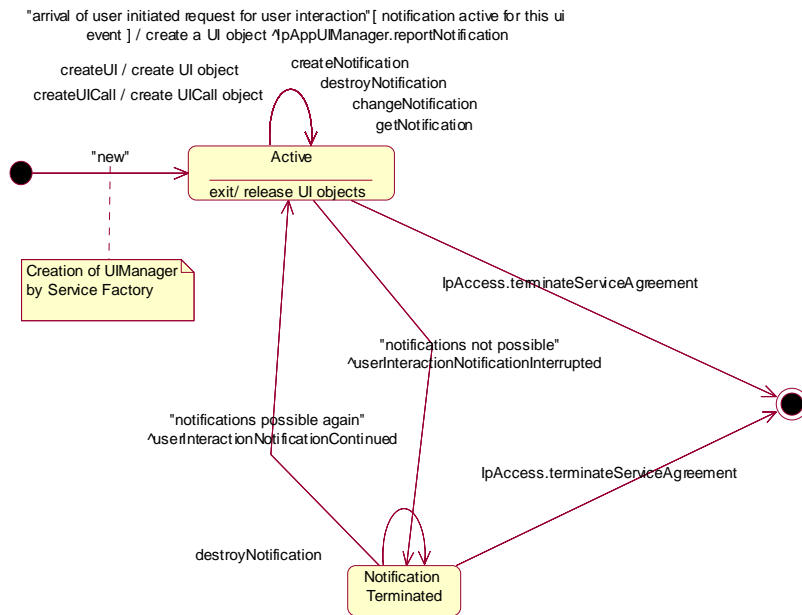 "arrival of user initiated request for user interaction"[ notification active for this ui
event ] / create a UI object ^IpAppUIManager.reportNotification
createUI / create UI object
createUICall / create UICall object
createNotification
destroyNotification
changeNotification
getNotification
"new"
Active
exit/ release UI objects
Creation of UIManager
by Service Factory
IpAccess.terminateServiceAgreement
"notifications not possible"
^userInteractionNotificationInterrupted
"notifications possible again"
^userInteractionNotificationContinued
IpAccess.terminateServiceAgreement
destroyNotification
Notification
Terminated